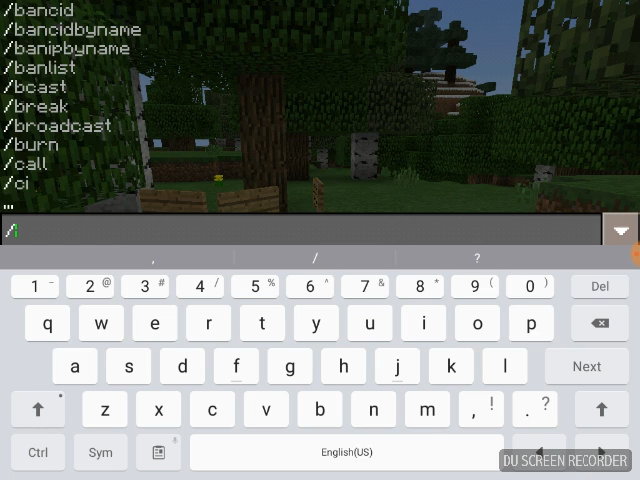 /bancid
/bancidbyname
/banipbyname
/banlist
/bcast
/break
/broadcast
/burn
/call
/ci
...
/
, / ?
1 - 2 @ 3 # 4 / 5 % 6 ^ 7 & 8 * 9 ( 0 ) Del
q w e r t y u i o p
a s d f g h j k l Next
z x c v b n m , ! . ?
Ctrl Sym English(US)
DU SCREEN RECORDER